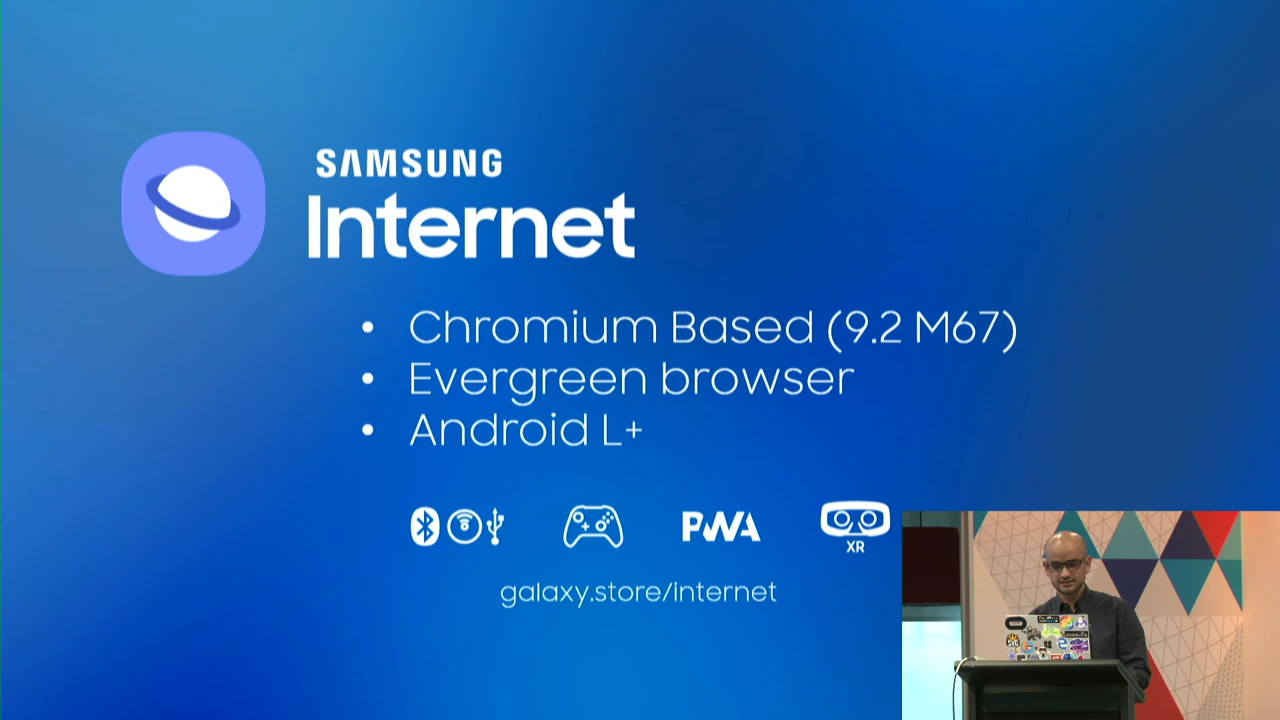 SAMSUNG
Internet
• Chromium Based (9.2 M67)
• Evergreen browser
• Android L+
PWA
XR
galaxy.store/internet